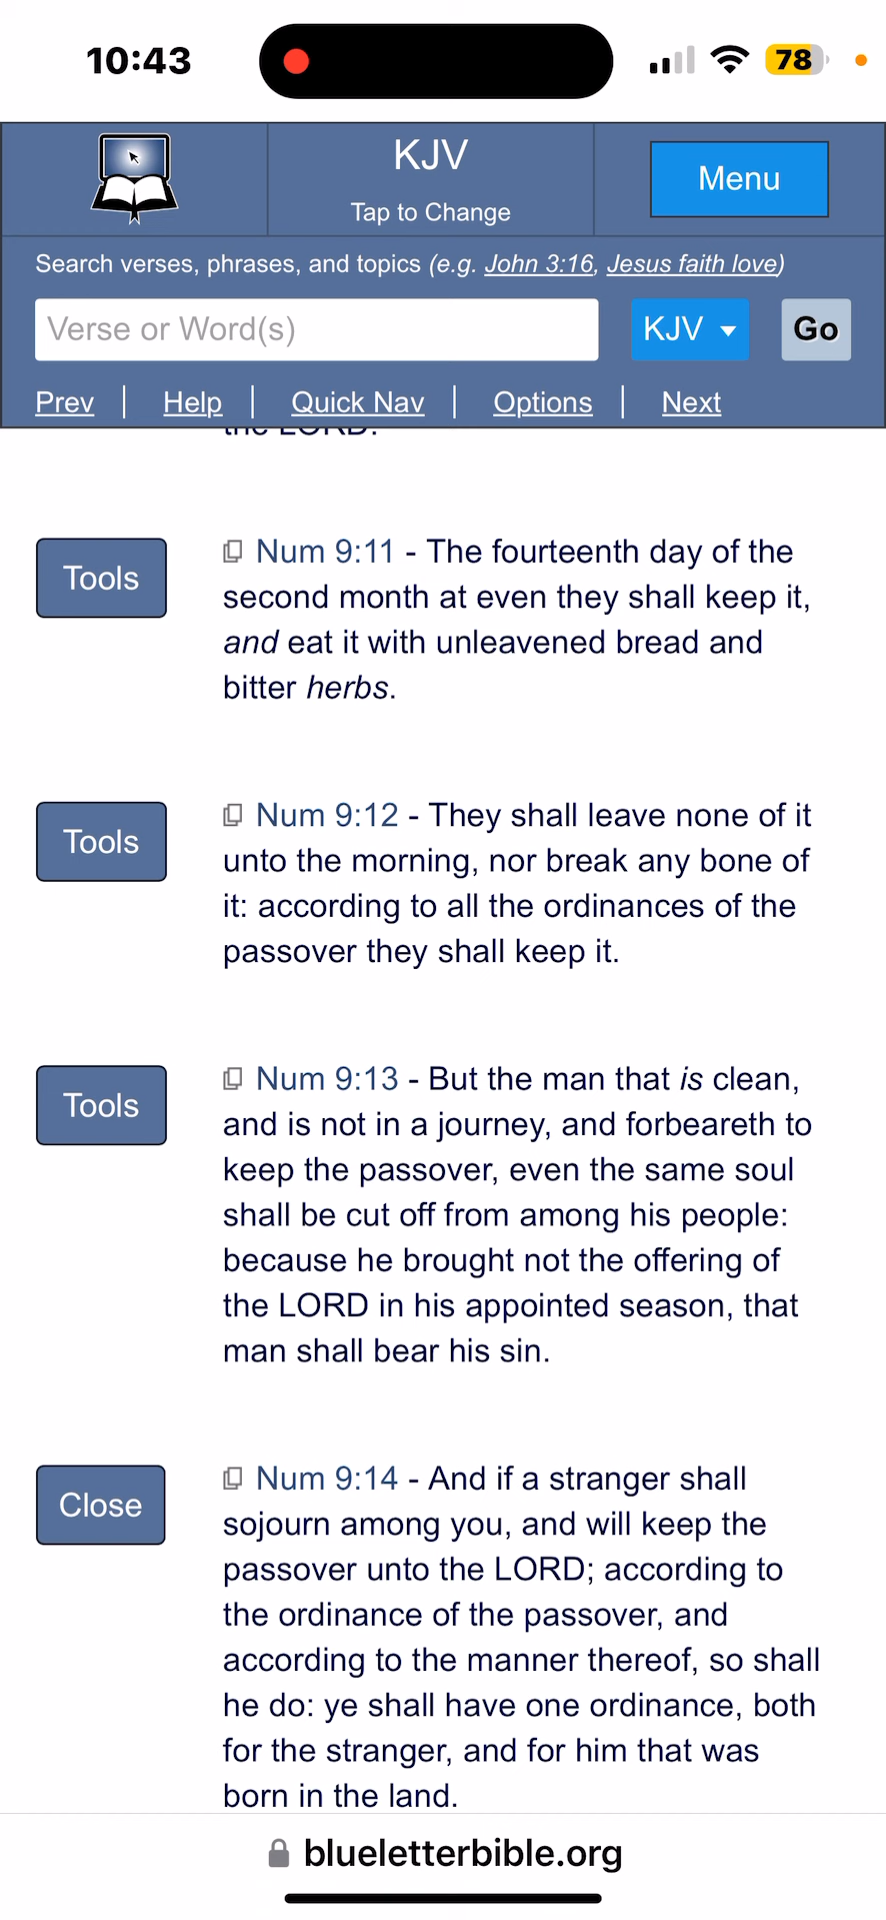 10:43
78
KJV
Tap to Change
Menu
Search verses, phrases, and topics (e.g. John 3:16, Jesus faith love)
Verse or Word(s)
KJV
Go
Prev | Help | Quick Nav | Options | Next
the LORD.
Tools
Num 9:11 - The fourteenth day of the
second month at even they shall keep it,
and eat it with unleavened bread and
bitter herbs.
Tools
Num 9:12 - They shall leave none of it
unto the morning, nor break any bone of
it: according to all the ordinances of the
passover they shall keep it.
Tools
Num 9:13 - But the man that is clean,
and is not in a journey, and forbeareth to
keep the passover, even the same soul
shall be cut off from among his people:
because he brought not the offering of
the LORD in his appointed season, that
man shall bear his sin.
Close
Num 9:14 - And if a stranger shall
sojourn among you, and will keep the
passover unto the LORD; according to
the ordinance of the passover, and
according to the manner thereof, so shall
he do: ye shall have one ordinance, both
for the stranger, and for him that was
born in the land.
blueletterbible.org